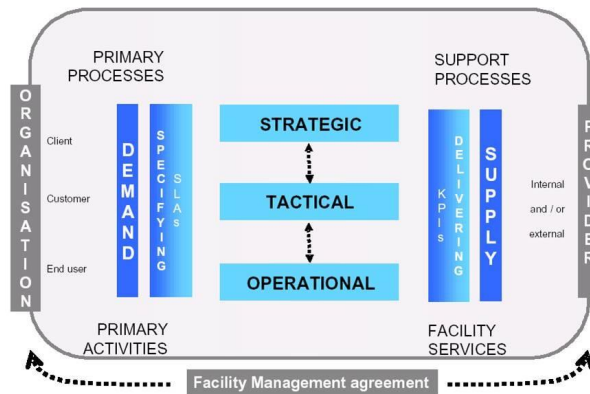 PRIMARY
PROCESSES
SUPPORT
PROCESSES
ORGANISATION
Client
Customer
End user
DEMAND
SPECIFYING
SLAs
STRATEGIC
TACTICAL
OPERATIONAL
KPIs
DELIVERING
SUPPLY
Internal
and / or
external
PROVIDER
PRIMARY
ACTIVITIES
FACILITY
SERVICES
Facility Management agreement